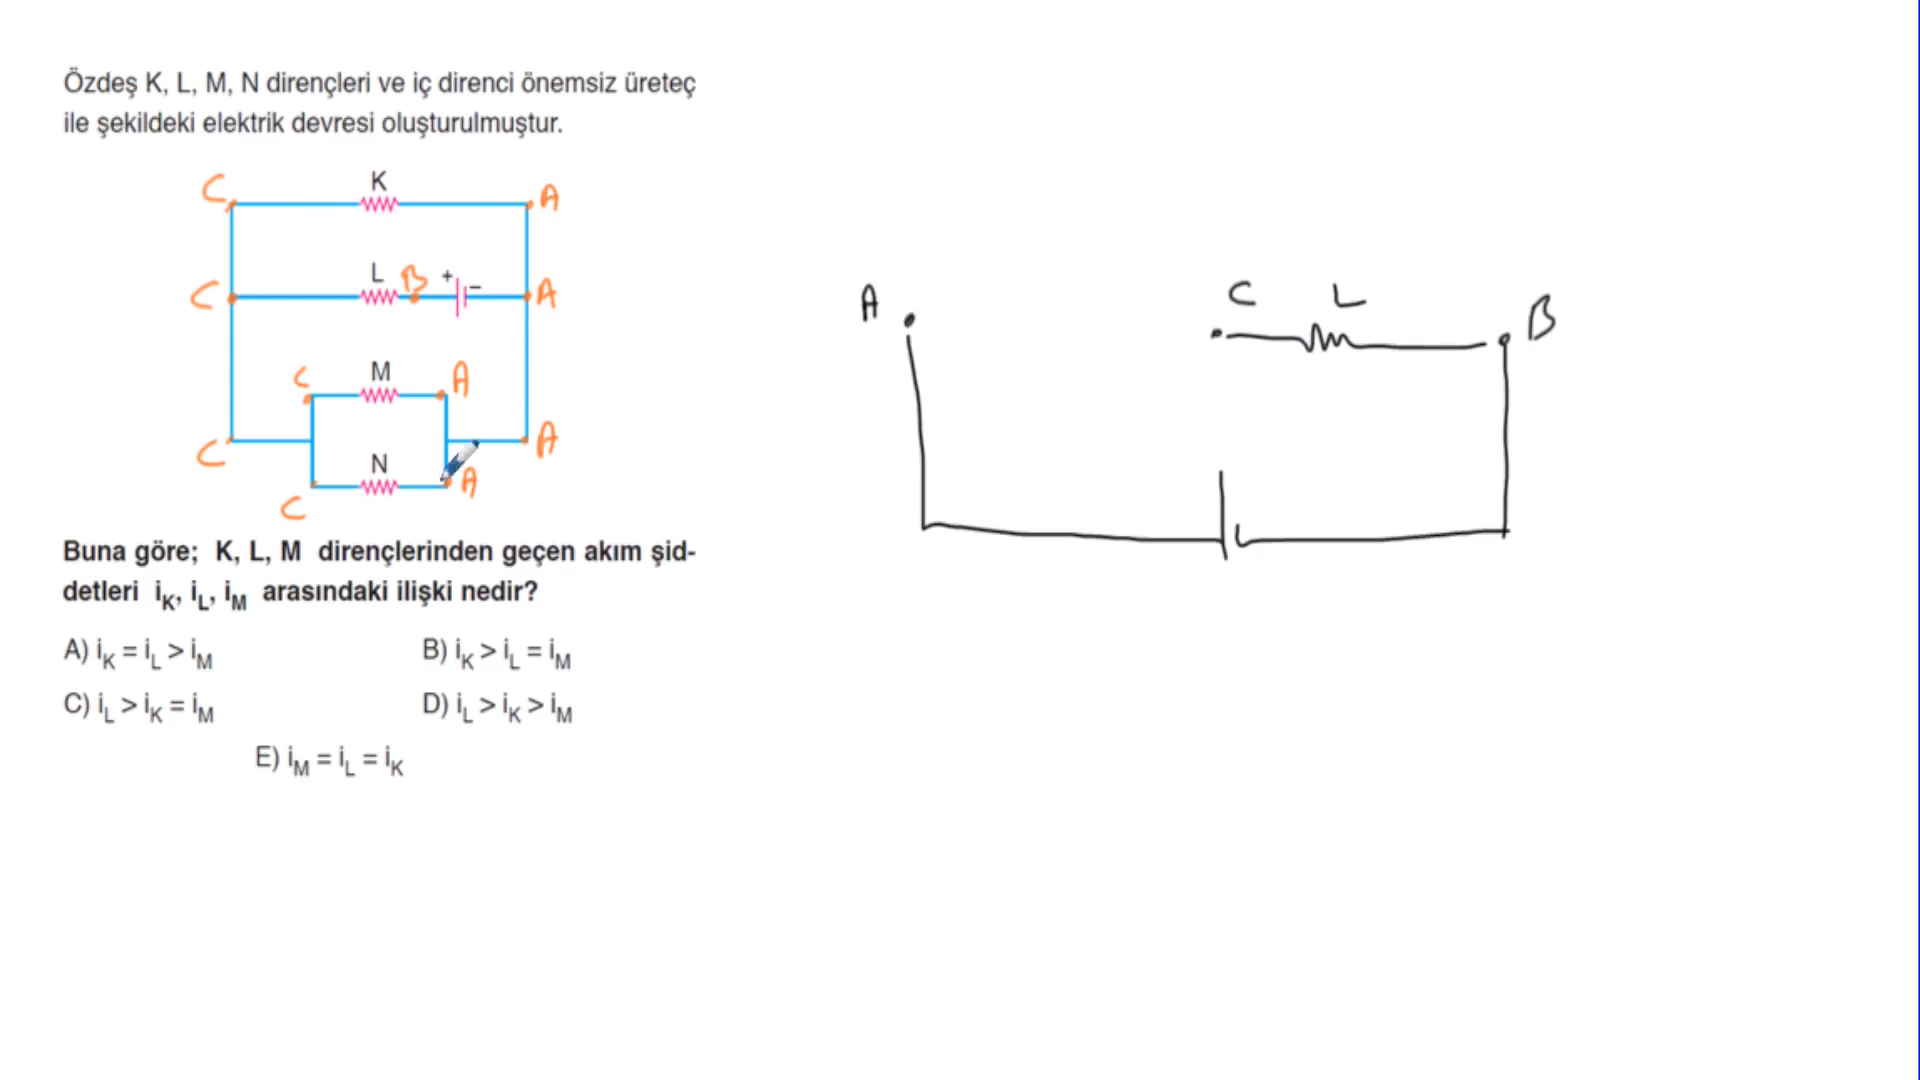 Özdeş K, L, M, N dirençleri ve iç direnci önemsiz üreteç
ile şekildeki elektrik devresi oluşturulmuştur.
C K A
C L B + - A
C M A
C A
N A
C
A C L B
Buna göre; K, L, M dirençlerinden geçen akım şid-
detleri iK, iL, iM arasındaki ilişki nedir?
A) iK = iL > iM B) iK > iL = iM
C) iL > iK = iM D) iL > iK > iM
E) iM = iL = iK